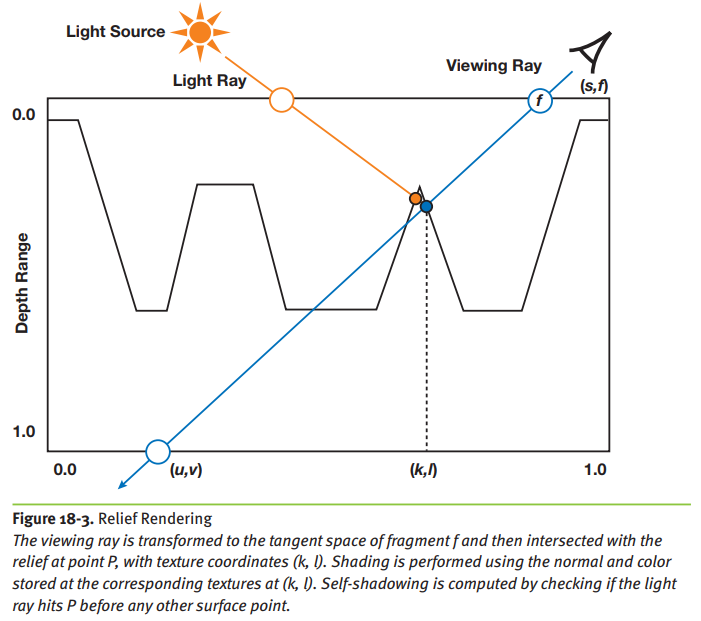 Light Source
Viewing Ray
Light Ray
(s,f)
f
0.0
Depth Range
1.0
0.0
(u,v)
(k,l)
1.0
Figure 18-3. Relief Rendering
The viewing ray is transformed to the tangent space of fragment f and then intersected with the
relief at point P, with texture coordinates (k, l). Shading is performed using the normal and color
stored at the corresponding textures at (k, l). Self-shadowing is computed by checking if the light
ray hits P before any other surface point.